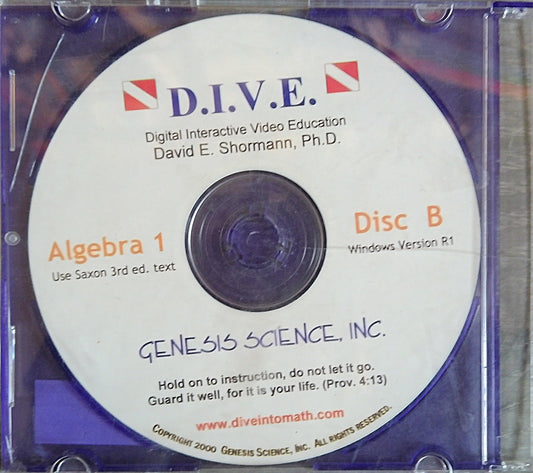 D.I.V.E.
Digital Interactive Video Education
David E. Shormann, Ph.D.
Algebra 1
Use Saxon 3rd ed. text
Disc B
Windows Version R1
GENESIS SCIENCE, INC.
Hold on to instruction, do not let it go.
Guard it well, for it is your life. (Prov. 4:13)
www.diveintomath.com
COPYRIGHT 2000 GENESIS SCIENCE, INC. ALL RIGHTS RESERVED.